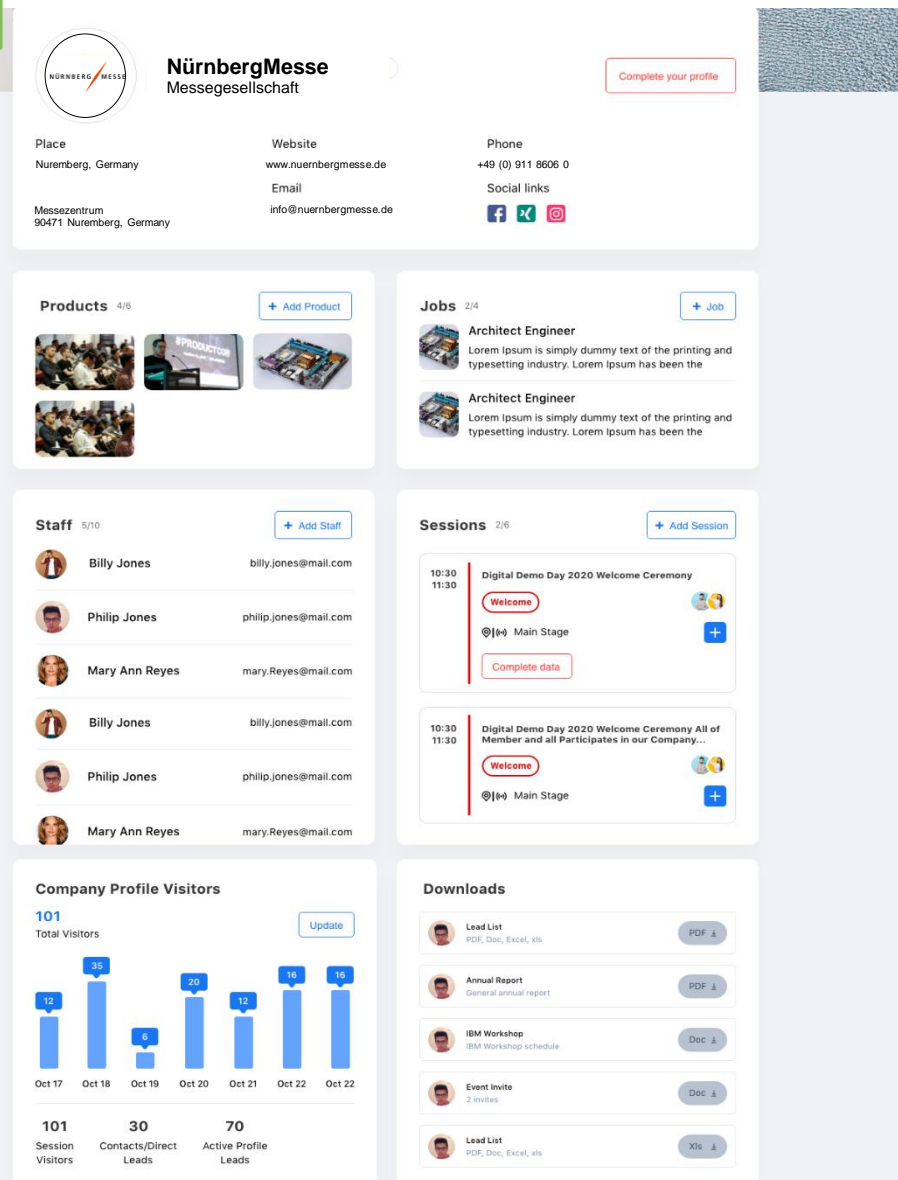 NÜRNBERG MESSE
NürnbergMesse
Messegesellschaft
Complete your profile
Place
Website
Phone
Nuremberg, Germany
www.nuernbergmesse.de
+49 (0) 911 8606 0
Email
Social links
Messezentrum
90471 Nuremberg, Germany
info@nuernbergmesse.de
Products 4/6
+ Add Product
#PRODUCTCON
Jobs 2/4
+ Job
Architect Engineer
Lorem Ipsum is simply dummy text of the printing and
typesetting industry. Lorem Ipsum has been the
Architect Engineer
Lorem Ipsum is simply dummy text of the printing and
typesetting industry. Lorem Ipsum has been the
Staff 5/10
+ Add Staff
Billy Jones billy.jones@mail.com
Philip Jones philip.jones@mail.com
Mary Ann Reyes mary.Reyes@mail.com
Billy Jones billy.jones@mail.com
Philip Jones philip.jones@mail.com
Mary Ann Reyes mary.Reyes@mail.com
Sessions 2/6
+ Add Session
10:30
11:30
Digital Demo Day 2020 Welcome Ceremony
Welcome
Main Stage
Complete data
10:30
11:30
Digital Demo Day 2020 Welcome Ceremony All of
Member and all Participates in our Company...
Welcome
Main Stage
Company Profile Visitors
101
Total Visitors
Update
12 35 6 20 12 16 16
Oct 17 Oct 18 Oct 19 Oct 20 Oct 21 Oct 22 Oct 22
101 30 70
Session Contacts/Direct Active Profile
Visitors Leads Leads
Downloads
Lead List
PDF, Doc, Excel, xls
PDF
Annual Report
General annual report
PDF
IBM Workshop
IBM Workshop schedule
Doc
Event Invite
2 invites
Doc
Lead List
PDF, Doc, Excel, xls
Xls